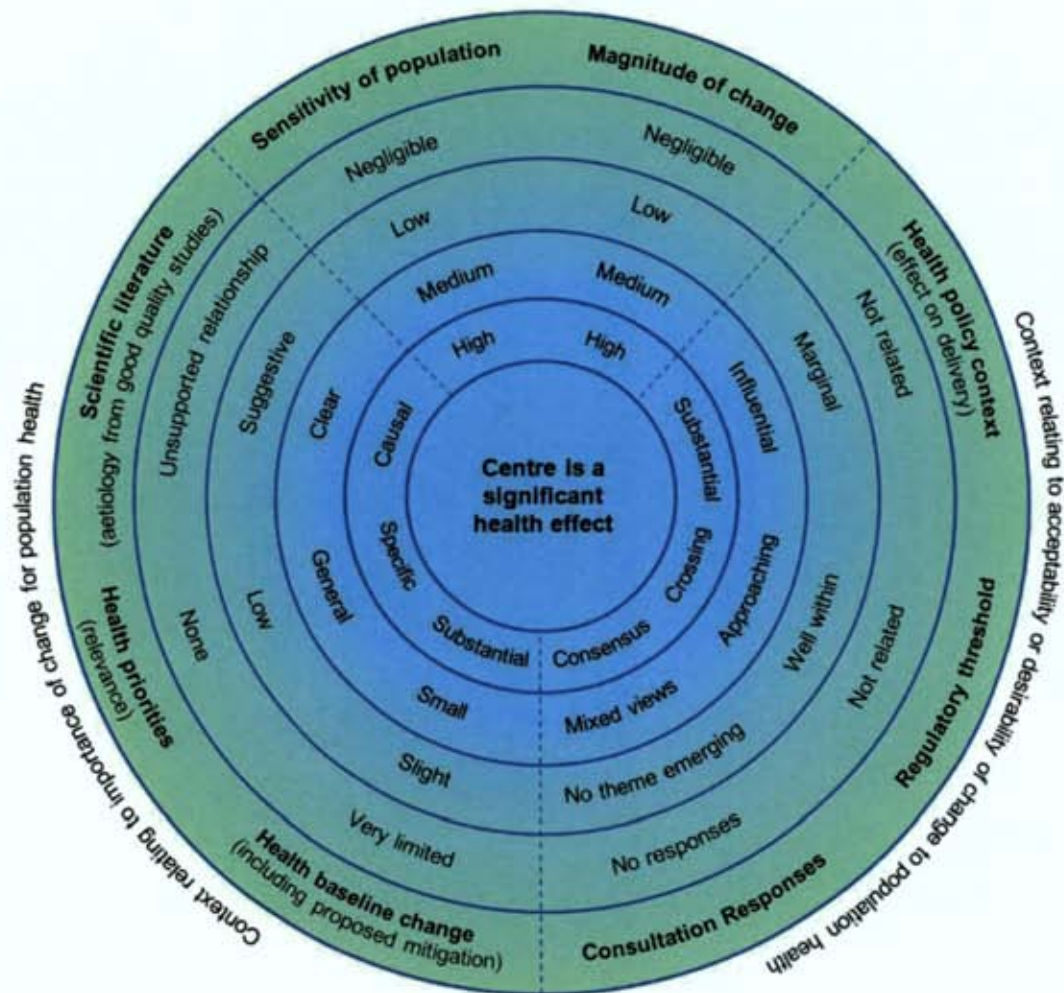 Sensitivity of population
Negligible
Low
Medium
High
Magnitude of change
Negligible
Low
Medium
High
Health policy context
(effect on delivery)
Not related
Marginal
Influential
Substantial
Regulatory threshold
Not related
Well within
Approaching
Crossing
Consultation Responses
No responses
No theme emerging
Mixed views
Consensus
Health baseline change
(including proposed mitigation)
Very limited
Slight
Small
Substantial
Health priorities
(relevance)
None
Low
General
Specific
Scientific literature
(aetiology from good quality studies)
Unsupported relationship
Suggestive
Clear
Causal
Centre is a
significant
health effect
Context relating to importance of change for population health
Context relating to acceptability or desirability of change to population health